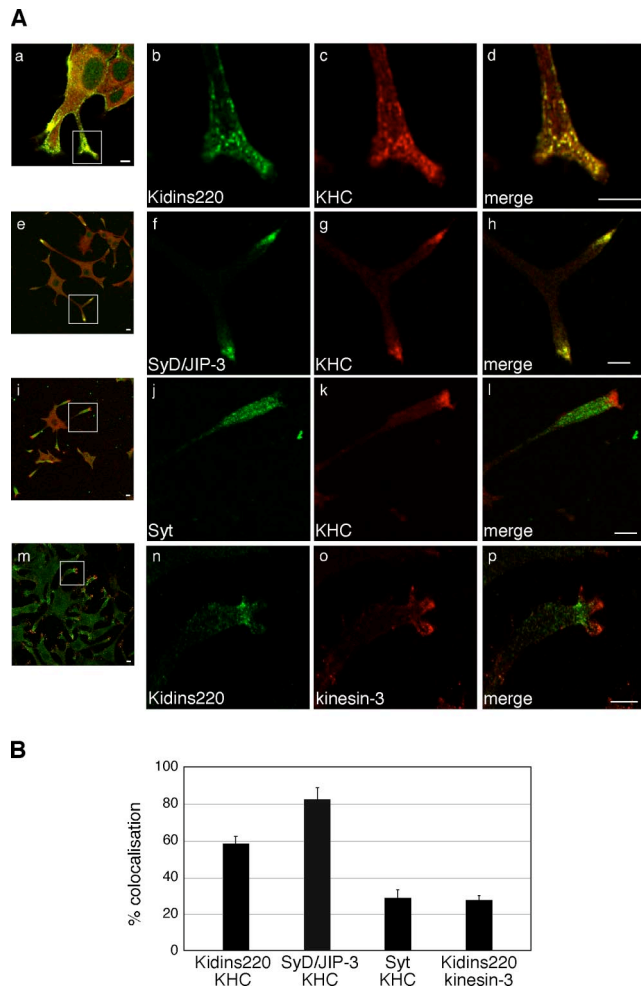 A
a b c d
Kidins220 KHC merge
e f g h
SyD/JIP-3 KHC merge
i j k l
Syt KHC merge
m n o p
Kidins220 kinesin-3 merge
B
100
80
60
40
20
0
% colocalisation
Kidins220 SyD/JIP-3 Syt Kidins220
KHC KHC KHC kinesin-3